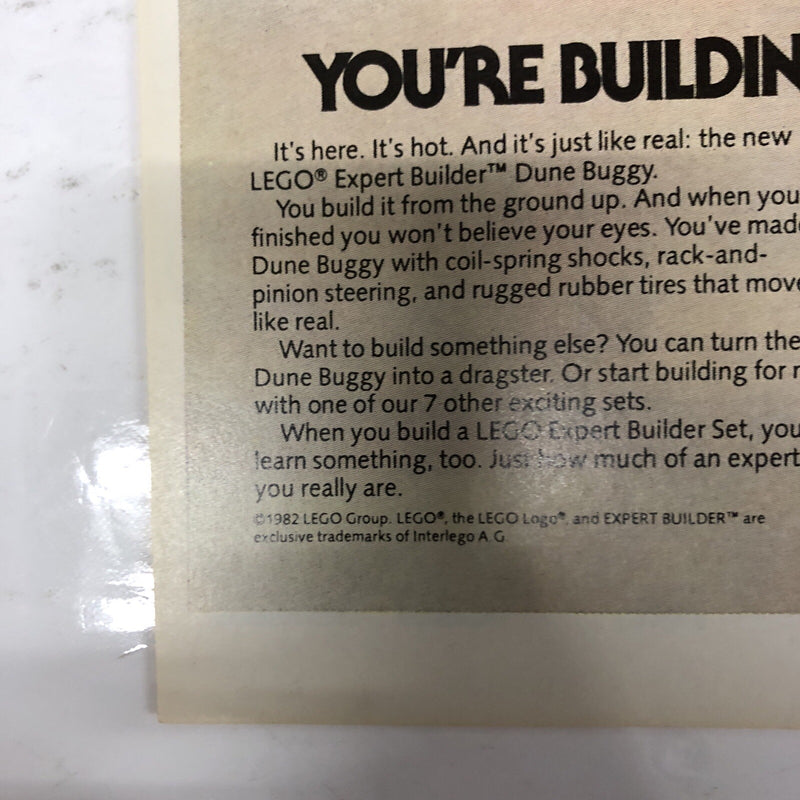 YOU'RE BUILDIN
It's here. It's hot. And it's just like real: the new
LEGO® Expert Builder™ Dune Buggy.
You build it from the ground up. And when you
finished you won't believe your eyes. You've made
Dune Buggy with coil-spring shocks, rack-and-
pinion steering, and rugged rubber tires that move
like real.
Want to build something else? You can turn the
Dune Buggy into a dragster. Or start building for
with one of our 7 other exciting sets.
When you build a LEGO Expert Builder Set, you
learn something, too. Just how much of an expert
you really are.
©1982 LEGO Group. LEGO®, the LEGO Logo®, and EXPERT BUILDER™ are
exclusive trademarks of Interlego A.G.